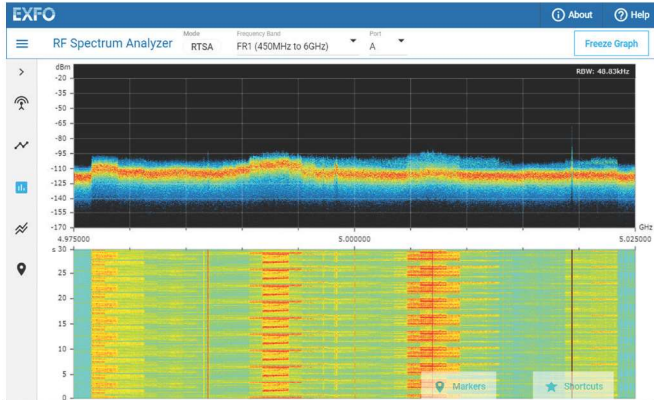 EXFO
About
Help
RF Spectrum Analyzer
Mode
RTSA
Frequency Band
FR1 (450MHz to 6GHz)
Port
A
Freeze Graph
dBm
RBW: 48.83kHz
-20
-35
-50
-65
-80
-95
-110
-125
-140
-155
-170
GHz
4.975000
5.000000
5.025000
≤ 30
25
20
15
10
5
0
Markers
Shortcuts